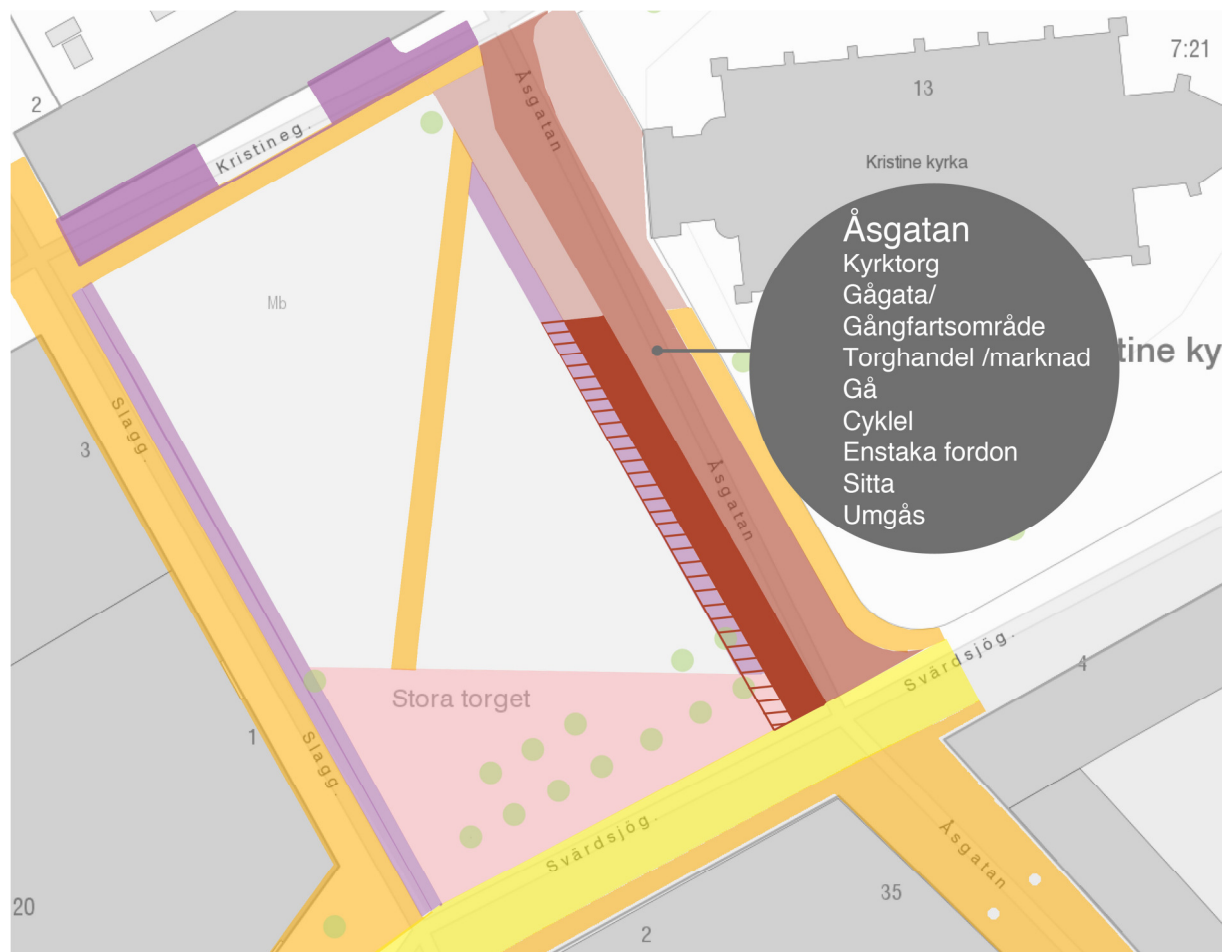 7:21
2
Åsgatan
13
Kristineg.
Kristine kyrka
Åsgatan
Kyrktorg
Gågata/
Gångfartsområde
Torghandel /marknad
Gå
Cyklel
Enstaka fordon
Sitta
Umgås
tine ky
Mb
Slagg.
3
Åsgatan
Svärdsjög.
4
Stora torget
1
Slagg.
Svärdsjög.
Åsgatan
20
35
2